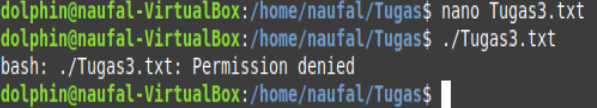 dolphin@naufal-VirtualBox:/home/naufal/Tugas$ nano Tugas3.txt
dolphin@naufal-VirtualBox:/home/naufal/Tugas$ ./Tugas3.txt
bash: ./Tugas3.txt: Permission denied
dolphin@naufal-VirtualBox:/home/naufal/Tugas$